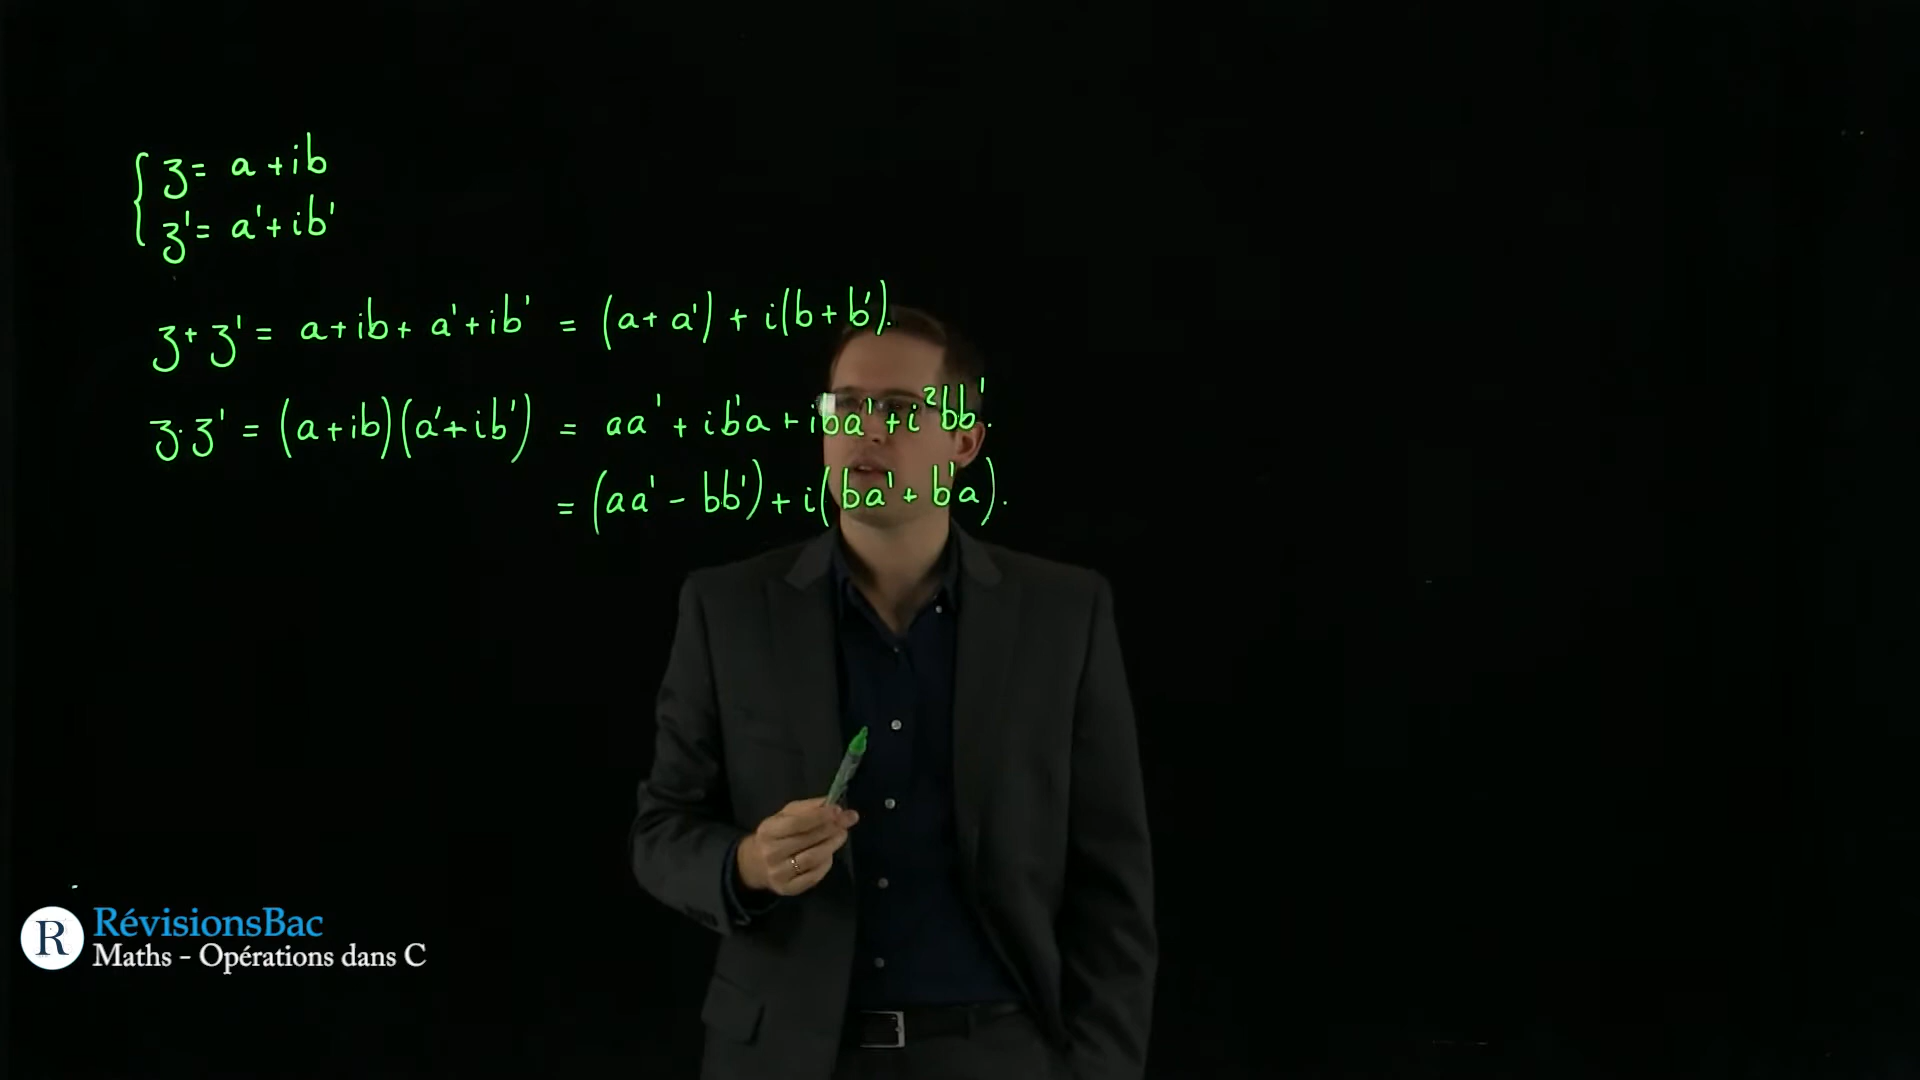 z = a + ib
z' = a' + ib'
z + z' = a + ib + a' + ib' = (a + a') + i(b + b').
z·z' = (a + ib)(a' + ib') = aa' + ib'a + iba' + i²bb'.
= (aa' - bb') + i(ba' + b'a).
R RévisionsBac
Maths - Opérations dans C